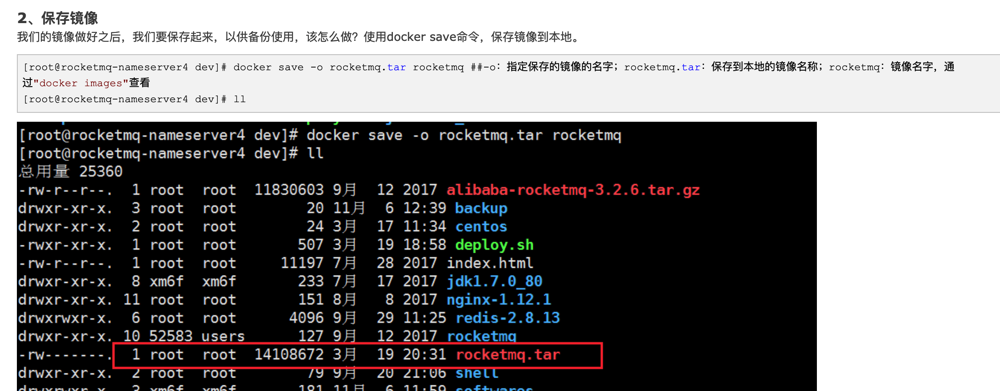 2、保存镜像
我们的镜像做好之后，我们要保存起来，以供备份使用，该怎么做？使用docker save命令，保存镜像到本地。
[root@rocketmq-nameserver4 dev]# docker save -o rocketmq.tar rocketmq ##-o：指定保存的镜像的名字；rocketmq.tar：保存到本地的镜像名称；rocketmq：镜像名字，通
过"docker images"查看
[root@rocketmq-nameserver4 dev]# ll
[root@rocketmq-nameserver4 dev]# docker save -o rocketmq.tar rocketmq
[root@rocketmq-nameserver4 dev]# ll
总用量 25360
-rw-r--r--. 1 root root 11830603 9月 12 2017 alibaba-rocketmq-3.2.6.tar.gz
drwxr-xr-x. 3 root root 20 11月 6 12:39 backup
drwxr-xr-x. 2 root root 24 3月 17 11:34 centos
-rwxr-xr-x. 1 root root 507 3月 19 18:58 deploy.sh
-rw-r--r--. 1 root root 11197 7月 28 2017 index.html
drwxr-xr-x. 8 xm6f xm6f 233 7月 17 2017 jdk1.7.0_80
drwxr-xr-x. 11 root root 151 8月 8 2017 nginx-1.12.1
drwxrwxr-x. 6 root root 4096 9月 29 11:25 redis-2.8.13
drwxr-xr-x. 10 52583 users 127 9月 12 2017 rocketmq
-rw-------. 1 root root 14108672 3月 19 20:31 rocketmq.tar
drwxr-xr-x. 2 root root 79 9月 20 21:06 shell
drwxrwxr-x. 3 xm6f xm6f 181 11月 6 11:59 softwares